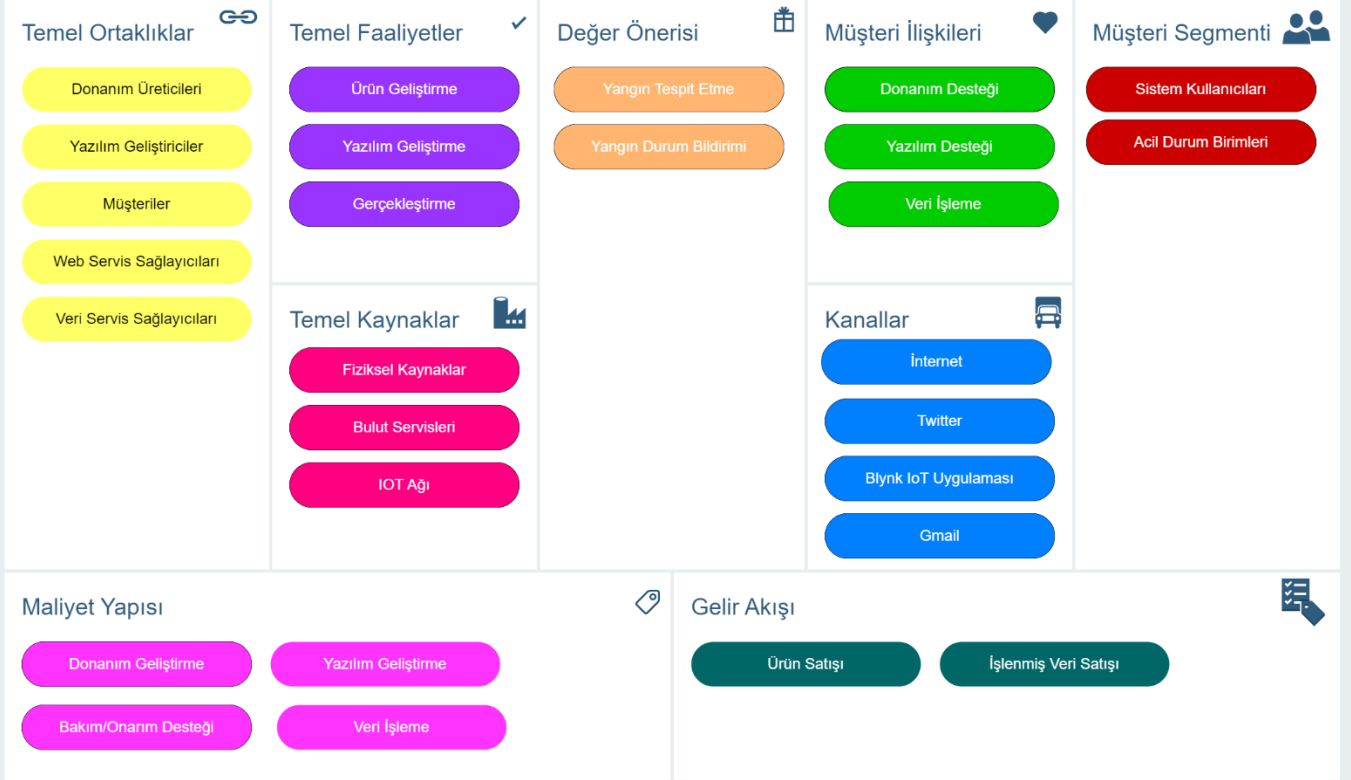 Temel Ortaklıklar
Donanım Üreticileri
Yazılım Geliştiriciler
Müşteriler
Web Servis Sağlayıcıları
Veri Servis Sağlayıcıları
Temel Faaliyetler
Ürün Geliştirme
Yazılım Geliştirme
Gerçekleştirme
Temel Kaynaklar
Fiziksel Kaynaklar
Bulut Servisleri
IOT Ağı
Değer Önerisi
Yangın Tespit Etme
Yangın Durum Bildirimi
Müşteri İlişkileri
Donanım Desteği
Yazılım Desteği
Veri İşleme
Kanallar
İnternet
Twitter
Blynk IoT Uygulaması
Gmail
Müşteri Segmenti
Sistem Kullanıcıları
Acil Durum Birimleri
Maliyet Yapısı
Donanım Geliştirme
Yazılım Geliştirme
Bakım/Onarım Desteği
Veri İşleme
Gelir Akışı
Ürün Satışı
İşlenmiş Veri Satışı